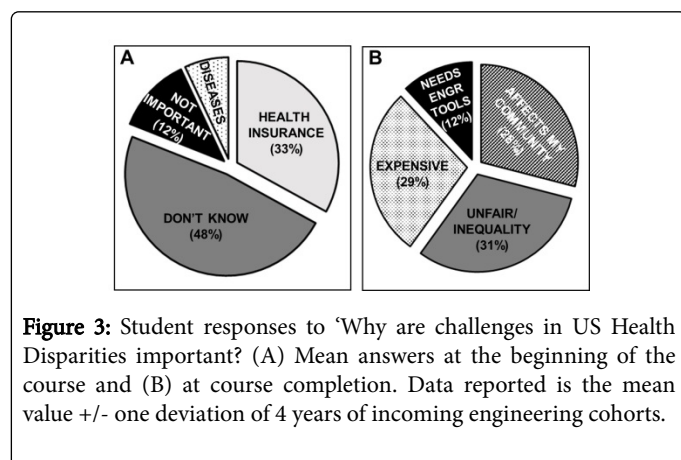 A
DISEASES
NOT
IMPORTANT
(12%)
HEALTH
INSURANCE
(33%)
DON'T KNOW
(48%)
B
NEEDS
ENGR
TOOLS
(12%)
AFFECTS MY
COMMUNITY
(28%)
EXPENSIVE
(29%)
UNFAIR/
INEQUALITY
(31%)
Figure 3: Student responses to ‘Why are challenges in US Health
Disparities important? (A) Mean answers at the beginning of the
course and (B) at course completion. Data reported is the mean
value +/- one deviation of 4 years of incoming engineering cohorts.